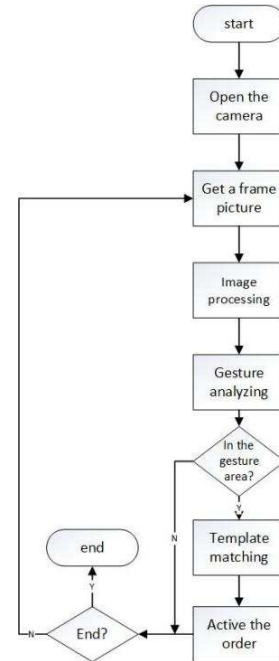 start
Open the
camera
Get a frame
picture
Image
processing
Gesture
analyzing
In the
gesture
area?
Y
N
Template
matching
Active the
order
End?
Y
N
end